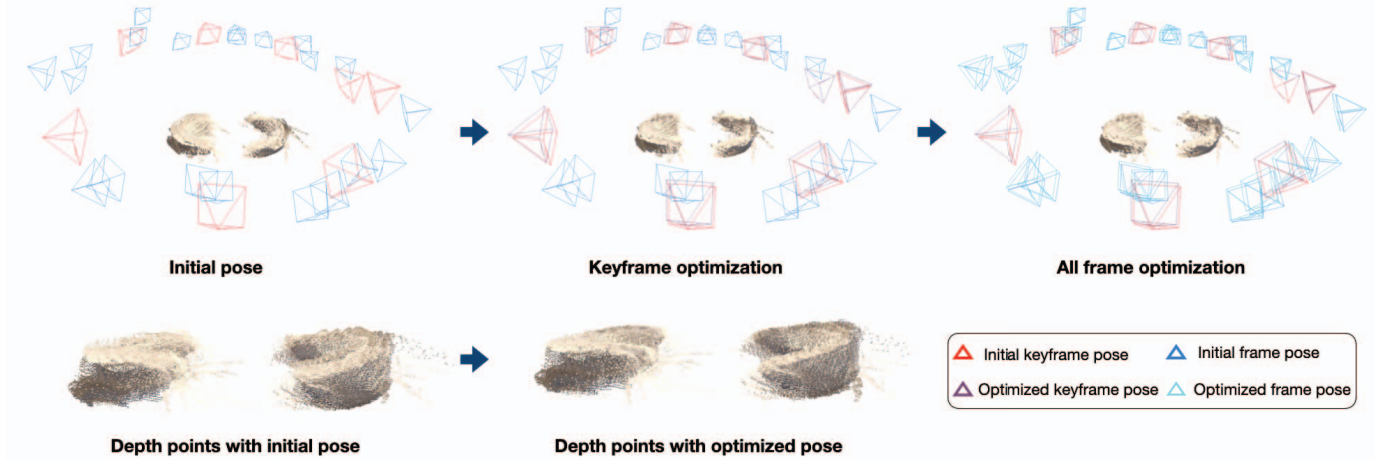 Initial pose
Keyframe optimization
All frame optimization
Initial keyframe pose
Initial frame pose
Optimized keyframe pose
Optimized frame pose
Depth points with initial pose
Depth points with optimized pose